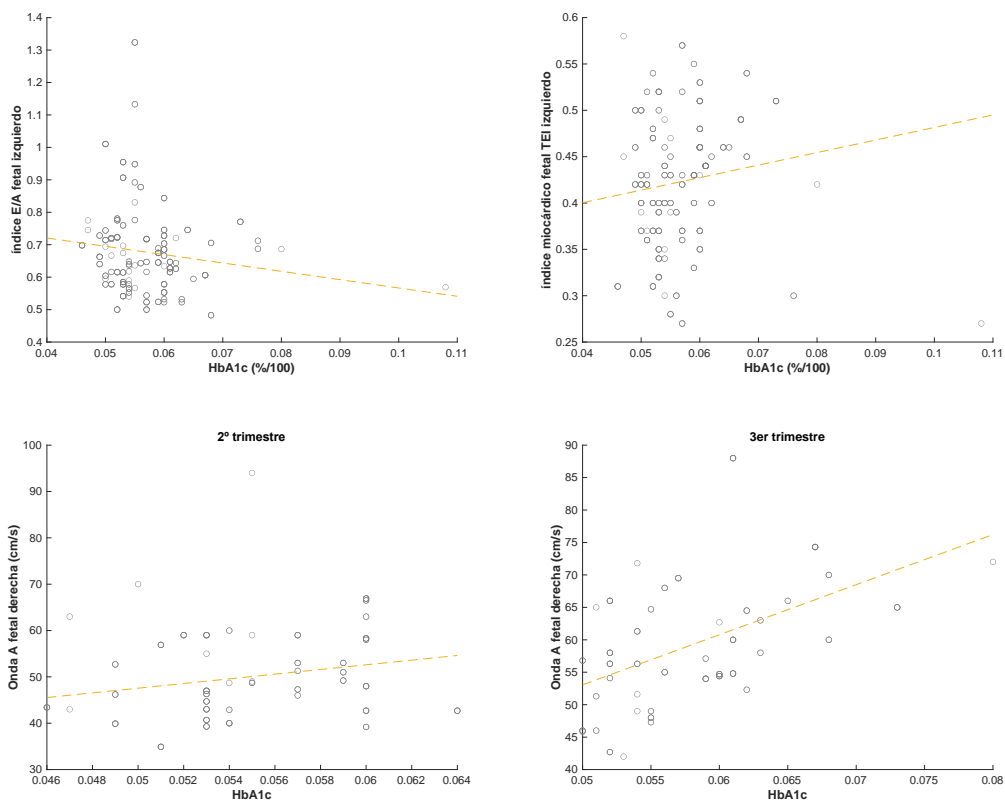 índice E/A fetal izquierdo
1.4
1.3
1.2
1.1
1
0.9
0.8
0.7
0.6
0.5
0.4
0.04 0.05 0.06 0.07 0.08 0.09 0.1 0.11
HbA1c (%/100)
índice miocárdico fetal TEI izquierdo
0.6
0.55
0.5
0.45
0.4
0.35
0.3
0.25
0.04 0.05 0.06 0.07 0.08 0.09 0.1 0.11
HbA1c (%/100)
2º trimestre
Onda A fetal derecha (cm/s)
100
90
80
70
60
50
40
30
0.046 0.048 0.05 0.052 0.054 0.056 0.058 0.06 0.062 0.064
HbA1c
3er trimestre
Onda A fetal derecha (cm/s)
90
85
80
75
70
65
60
55
50
45
40
0.05 0.055 0.06 0.065 0.07 0.075 0.08
HbA1c